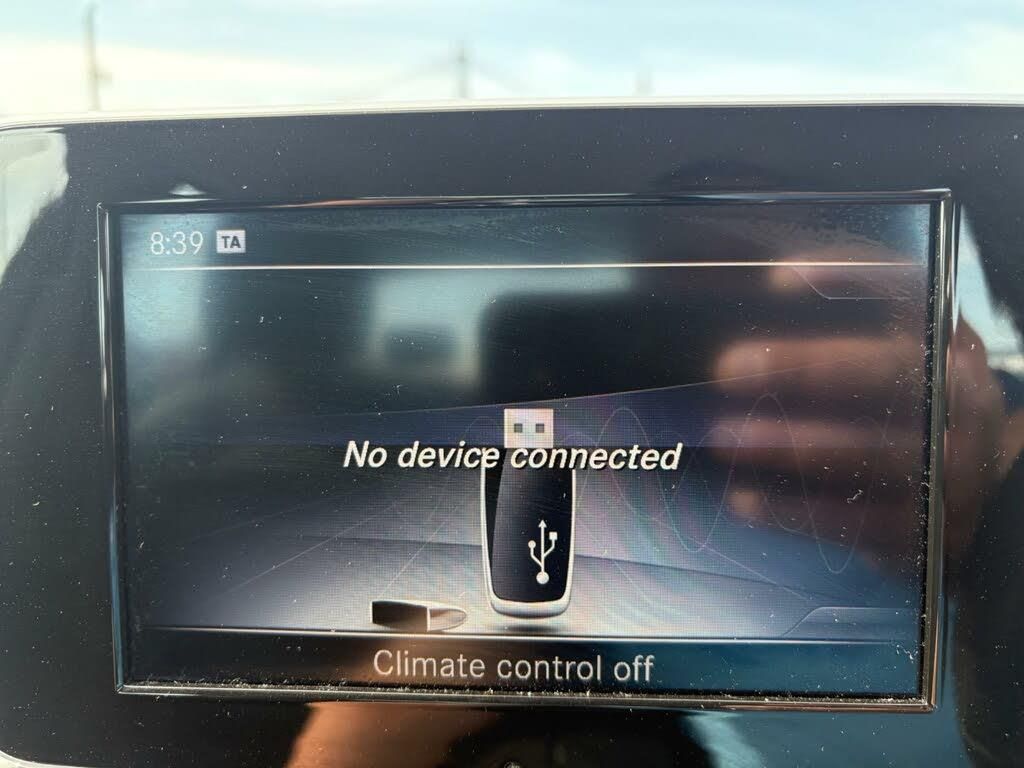 8:39 TA
No device connected
Climate control off